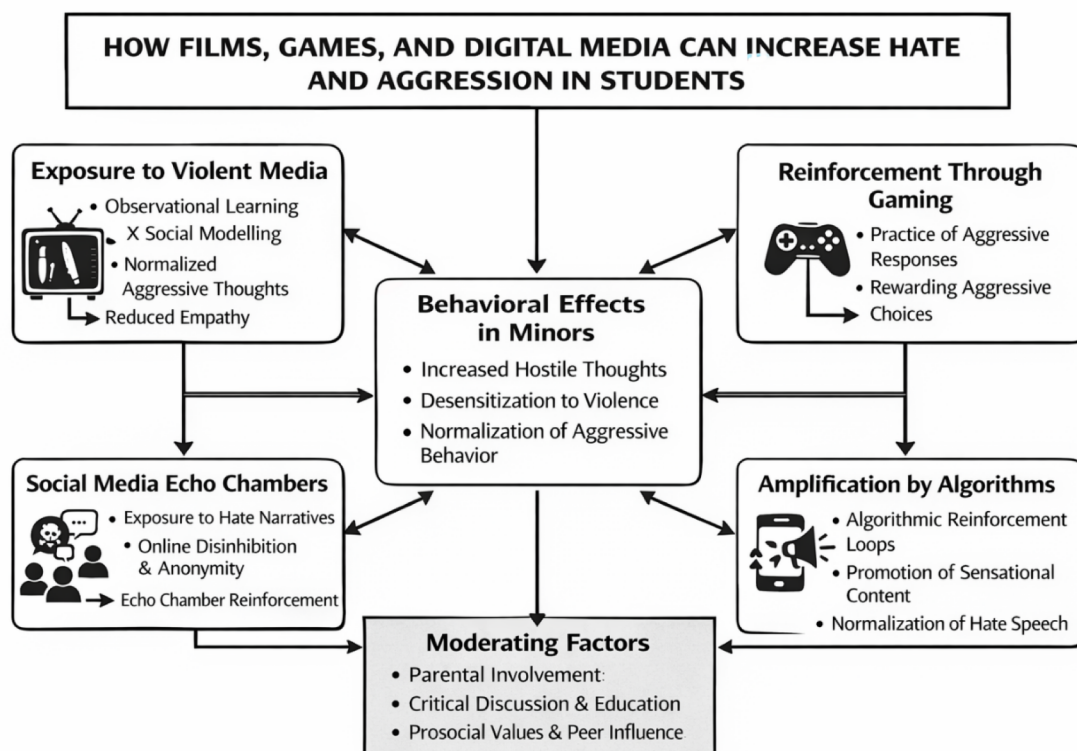 HOW FILMS, GAMES, AND DIGITAL MEDIA CAN INCREASE HATE
AND AGGRESSION IN STUDENTS
Exposure to Violent Media
• Observational Learning
X Social Modelling
• Normalized
Aggressive Thoughts
Reduced Empathy
Reinforcement Through
Gaming
• Practice of Aggressive
Responses
• Rewarding Aggressive
Choices
Behavioral Effects
in Minors
• Increased Hostile Thoughts
• Desensitization to Violence
• Normalization of Aggressive
Behavior
Social Media Echo Chambers
• Exposure to Hate Narratives
• Online Disinhibition
& Anonymity
Echo Chamber Reinforcement
Amplification by Algorithms
• Algorithmic Reinforcement
Loops
• Promotion of Sensational
Content
• Normalization of Hate Speech
Moderating Factors
• Parental Involvement:
• Critical Discussion & Education
• Prosocial Values & Peer Influence